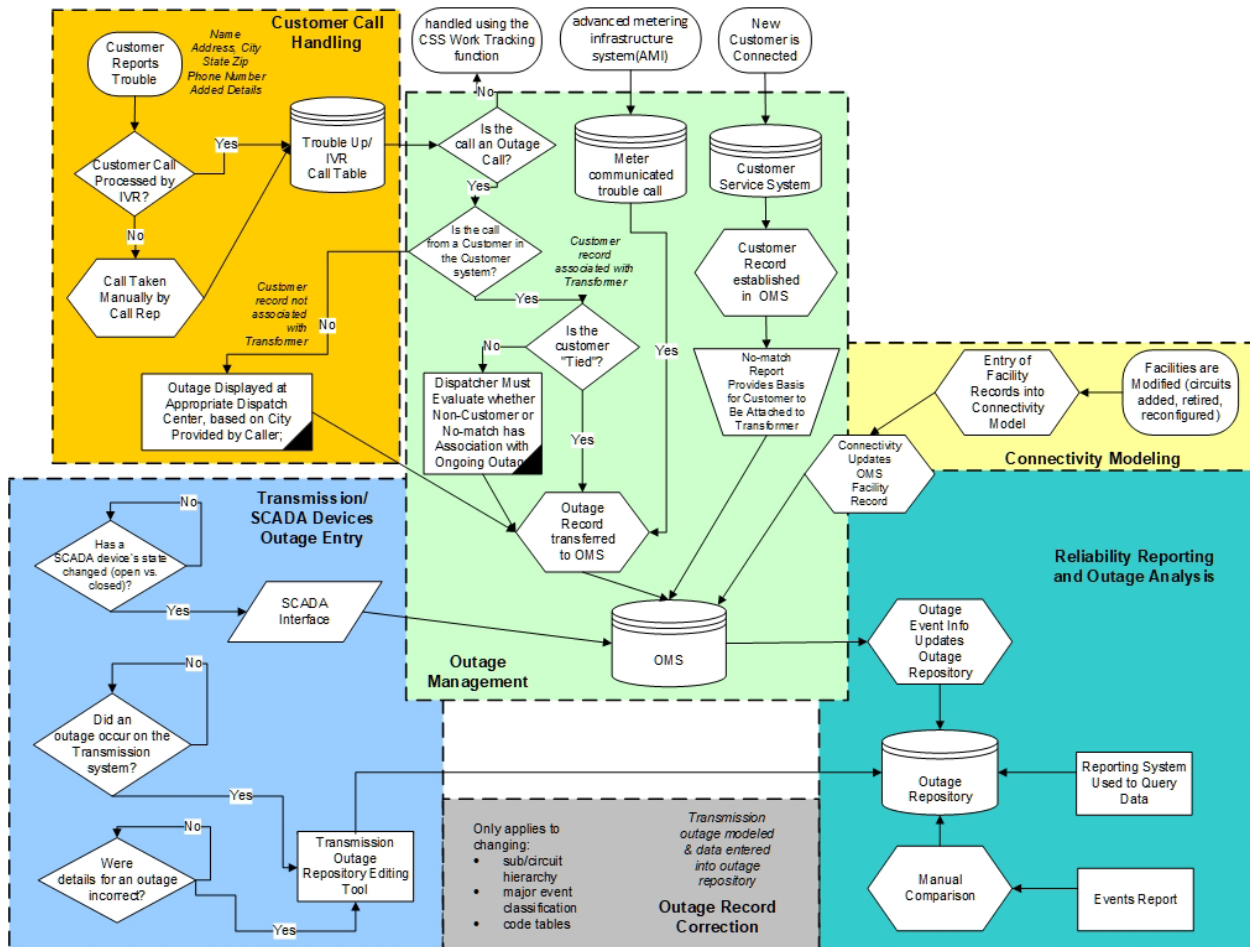 Customer Call
Handling
Name
Address, City
State Zip
Phone Number
Added Details
Customer
Reports
Trouble
Customer Call
Processed by
IVR?
Yes
No
Trouble Up/
IVR
Call Table
Call Taken
Manually by
Call Rep
Customer
record not
associated
with
Transformer
No
Outage Displayed at
Appropriate Dispatch
Center, based on City
Provided by Caller;
handled using the
CSS Work Tracking
function
advanced metering
infrastructure
system(AMI)
New
Customer is
Connected
No
Is the
call an Outage
Call?
Yes
Meter
communicated
trouble call
Customer
Service System
Is the call
from a Customer in
the Customer
system?
Customer
record
associated with
Transformer
Yes
Customer
Record
established
in OMS
Is the
customer
"Tied"?
No
Yes
Yes
Dispatcher Must
Evaluate whether
Non-Customer or
No-match has
Association with
Ongoing Outag
No-match
Report
Provides Basis
for Customer to
Be Attached to
Transformer
Outage
Record
transferred
to OMS
OMS
Outage
Management
Entry of
Facility
Records into
Connectivity
Model
Facilities are
Modified (circuits
added, retired,
reconfigured )
Connectivity
Updates
OMS
Facility
Record
Connectivity Modeling
Transmission/
SCADA Devices
Outage Entry
No
Has a
SCADA device's state
changed (open vs.
closed)?
Yes
SCADA
Interface
No
Did an
outage occur on the
Transmission
system?
Yes
No
Were
details for an outage
incorrect?
Yes
Transmission
Outage
Repository Editing
Tool
Only applies to
changing:
• sub/circuit
hierarchy
• major event
classification
• code tables
Transmission
outage modeled
& data entered
into outage
repository
Outage Record
Correction
Reliability Reporting
and Outage Analysis
Outage
Event Info
Updates
Outage
Repository
Outage
Repository
Reporting System
Used to Query
Data
Manual
Comparison
Events Report